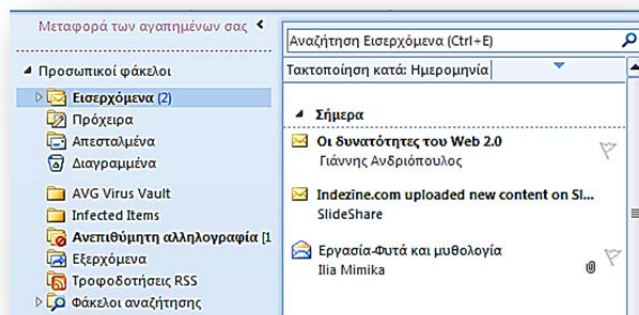 Μεταφορά των αγαπημένων σας
Προσωπικοί φάκελοι
Εισερχόμενα (2)
Πρόχειρα
Απεσταλμένα
Διαγραμμένα
AVG Virus Vault
Infected Items
Ανεπιθύμητη αλληλογραφία [1
Εξερχόμενα
Τροφοδοτήσεις RSS
Φάκελοι αναζήτησης
Αναζήτηση Εισερχόμενα (Ctrl+E)
Τακτοποίηση κατά: Ημερομηνία
Σήμερα
Οι δυνατότητες του Web 2.0
Γιάννης Ανδριόπουλος
Indezine.com uploaded new content on Sl...
SlideShare
Εργασία-Φυτά και μυθολογία
Ilia Mimika